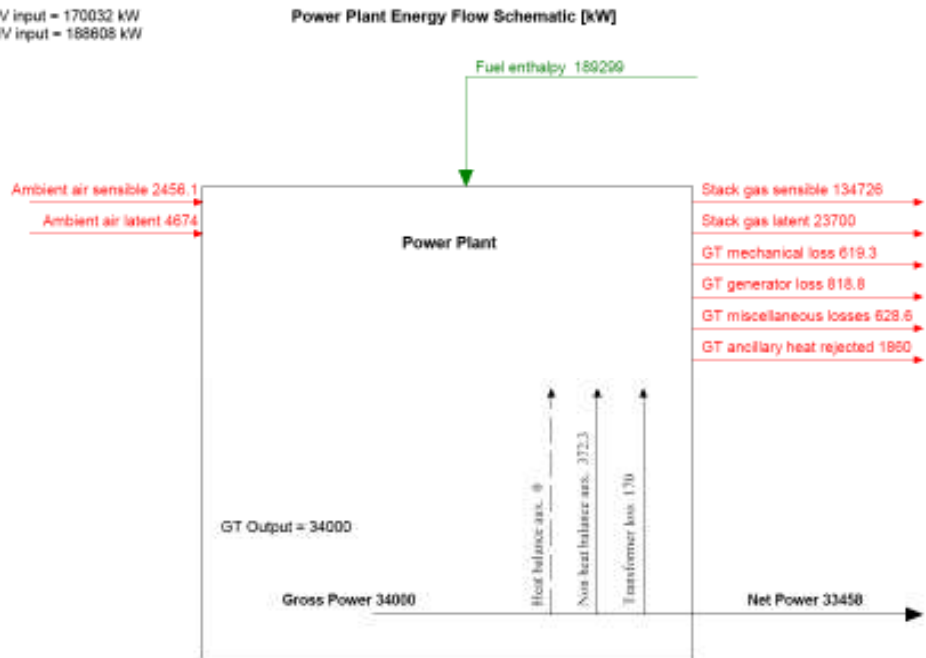 V input = 170032 kW
IV input = 188608 kW
Power Plant Energy Flow Schematic [kW]
Fuel enthalpy 189299
Ambient air sensible 2456.1
Ambient air latent 4674
Power Plant
Stack gas sensible 134726
Stack gas latent 23700
GT mechanical loss 619.3
GT generator loss 818.8
GT miscellaneous losses 628.6
GT ancillary heat rejected 1860
Heat balance aux. 0
Non heat balance aux. 372.3
Transformer loss 170
GT Output = 34000
Gross Power 34000
Net Power 33458